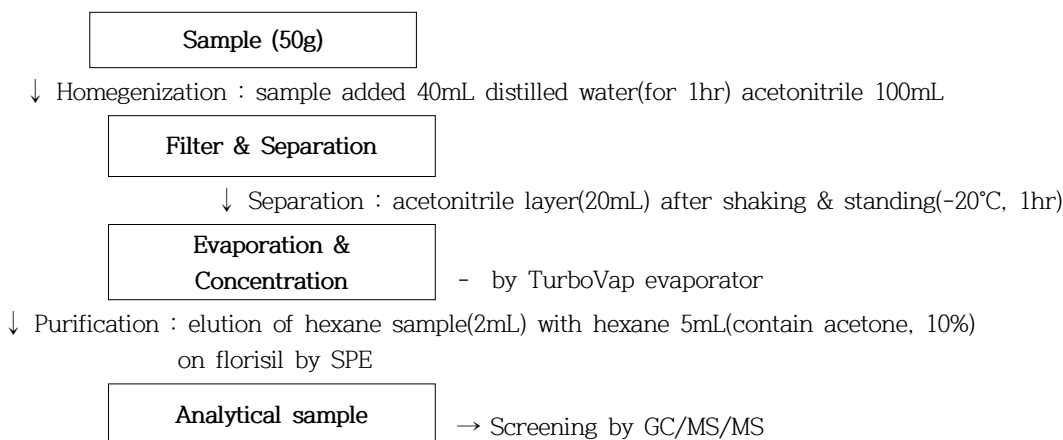 Sample (50g)
↓ Homegenization : sample added 40mL distilled water(for 1hr) acetonitrile 100mL
Filter & Separation
↓ Separation : acetonitrile layer(20mL) after shaking & standing(-20℃, 1hr)
Evaporation &
Concentration - by TurboVap evaporator
↓ Purification : elution of hexane sample(2mL) with hexane 5mL(contain acetone, 10%)
on florisil by SPE
Analytical sample → Screening by GC/MS/MS